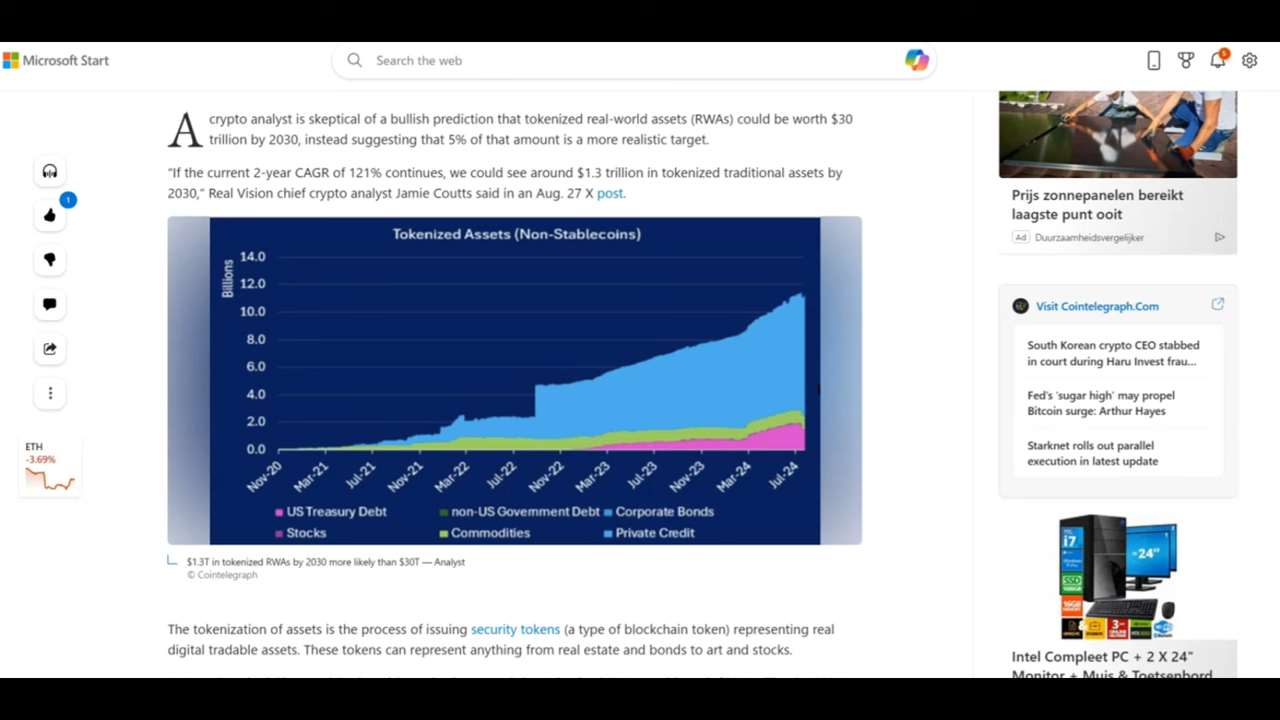 Microsoft Start
Search the web
5
A crypto analyst is skeptical of a bullish prediction that tokenized real-world assets (RWAs) could be worth $30
trillion by 2030, instead suggesting that 5% of that amount is a more realistic target.
"If the current 2-year CAGR of 121% continues, we could see around $1.3 trillion in tokenized traditional assets by
2030," Real Vision chief crypto analyst Jamie Coutts said in an Aug. 27 X post.
1
ETH
-3.69%
Tokenized Assets (Non-Stablecoins)
Billions
14.0
12.0
10.0
8.0
6.0
4.0
2.0
0.0
Nov-20 Mar-21 Jul-21 Nov-21 Mar-22 Jul-22 Nov-22 Mar-23 Jul-23 Nov-23 Mar-24 Jul-24
US Treasury Debt non-US Government Debt Corporate Bonds
Stocks Commodities Private Credit
$1.3T in tokenized RWAs by 2030 more likely than $30T — Analyst
© Cointelegraph
The tokenization of assets is the process of issuing security tokens (a type of blockchain token) representing real
digital tradable assets. These tokens can represent anything from real estate and bonds to art and stocks.
Prijs zonnepanelen bereikt
laagste punt ooit
Ad Duurzaamheidsvergelijker
Visit Cointelegraph.Com
South Korean crypto CEO stabbed
in court during Haru Invest frau...
Fed's 'sugar high' may propel
Bitcoin surge: Arthur Hayes
Starknet rolls out parallel
execution in latest update
i7
24"
SSD
16GB
Intel Compleet PC + 2 X 24"
Monitor + Muis & Toetsenbord